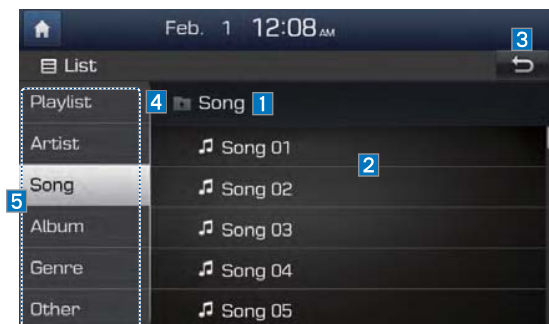 Feb. 1 12:08 AM
3
List
Playlist
4 Song 1
Artist
Song 01
2
Song
Song 02
5
Album
Song 03
Genre
Song 04
Other
Song 05